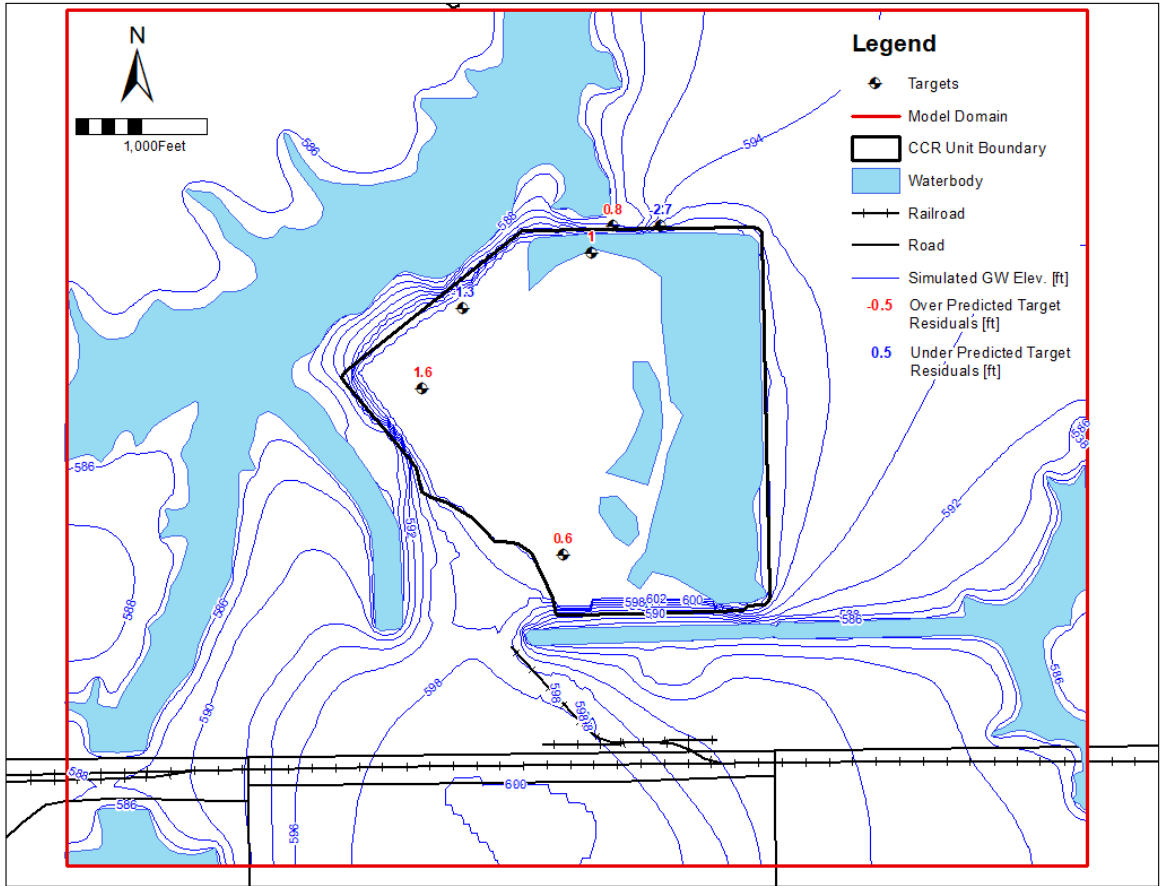 N
1,000Feet
Legend
Targets
Model Domain
CCR Unit Boundary
Waterbody
Railroad
Road
Simulated GW Elev. [ft]
-0.5 Over Predicted Target
Residuals [ft]
0.5 Under Predicted Target
Residuals [ft]
586
594
588
0.8
-2.7
1
-1.3
1.6
586
586
588
592
592
586
588
0.6
598
602
600
590
586
586
590
598
598
598
588
586
600
596